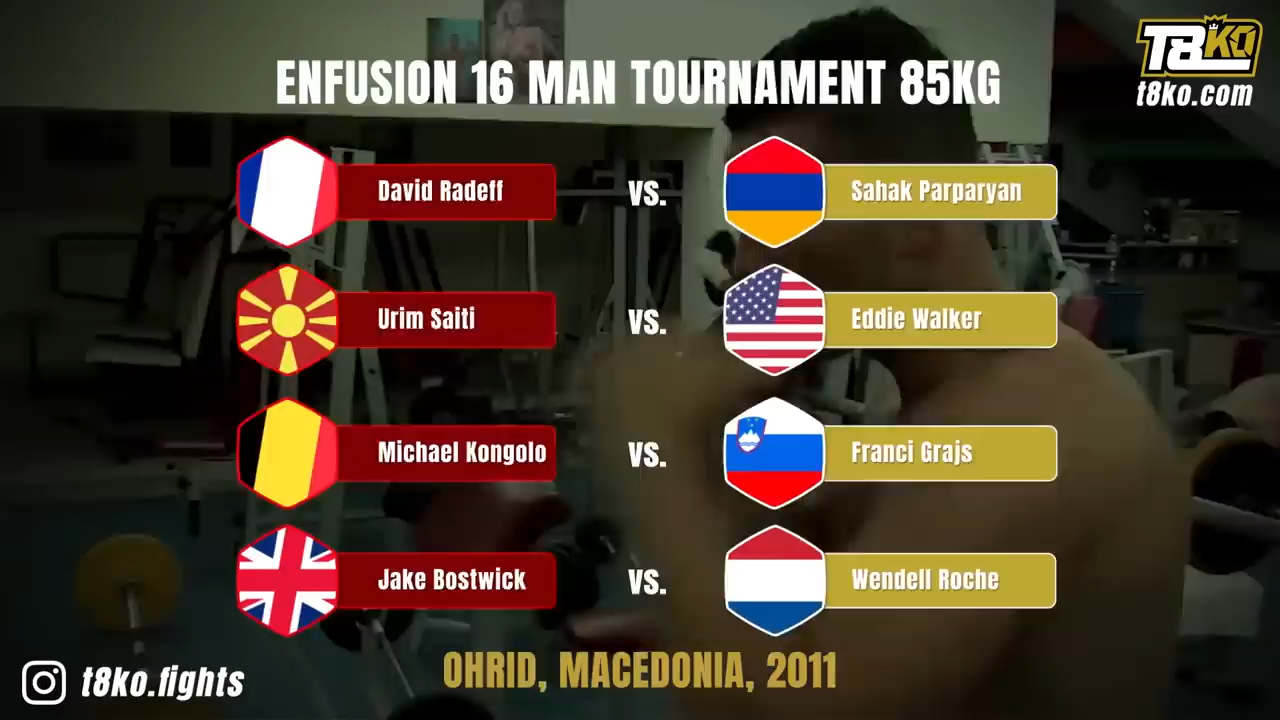 T8KO
t8ko.com
ENFUSION 16 MAN TOURNAMENT 85KG
David Radeff VS. Sahak Parparyan
Urim Saiti VS. Eddie Walker
Michael Kongolo VS. Franci Grajs
Jake Bostwick VS. Wendell Roche
OHRID, MACEDONIA, 2011
t8ko.fights